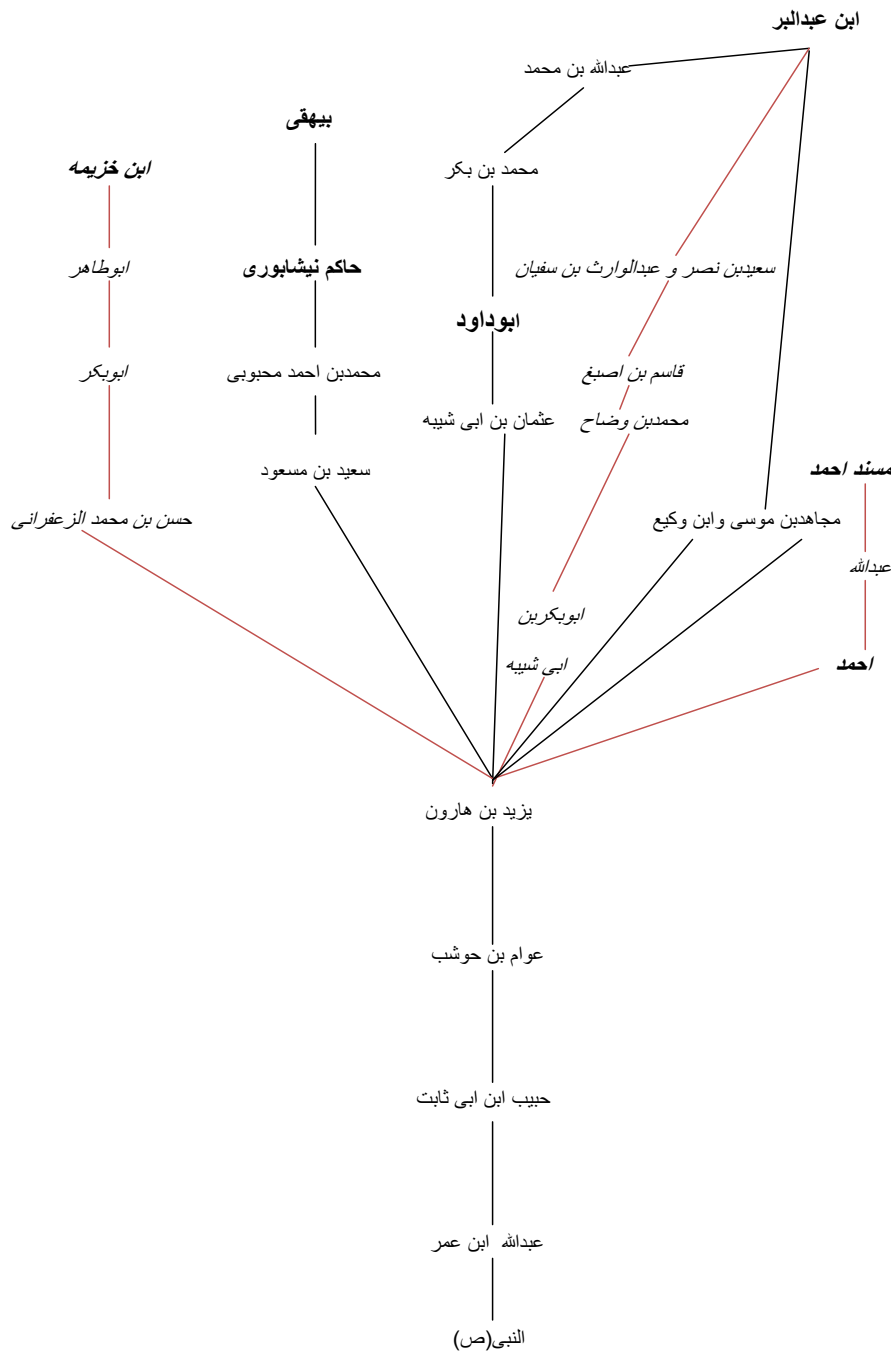 ابن عبدالبر
عبدالله بن محمد
بیهقی
ابن خزیمه
محمد بن بکر
ابوطاهر
حاکم نیشابوری
سعیدبن نصر و عبدالوارث بن سفیان
ابوداود
ابوبکر
محمدبن احمد محبوبی
قاسم بن اصبغ
عثمان بن ابی شیبه
محمدبن وضاح
سعید بن مسعود
مسند احمد
حسن بن محمد الزعفرانی
مجاهدبن موسی وابن وکیع
عبدالله
ابوبکربن
ابی شیبه
احمد
یزید بن هارون
عوام بن حوشب
حبیب ابن ابی ثابت
عبدالله ابن عمر
النبی(ص)